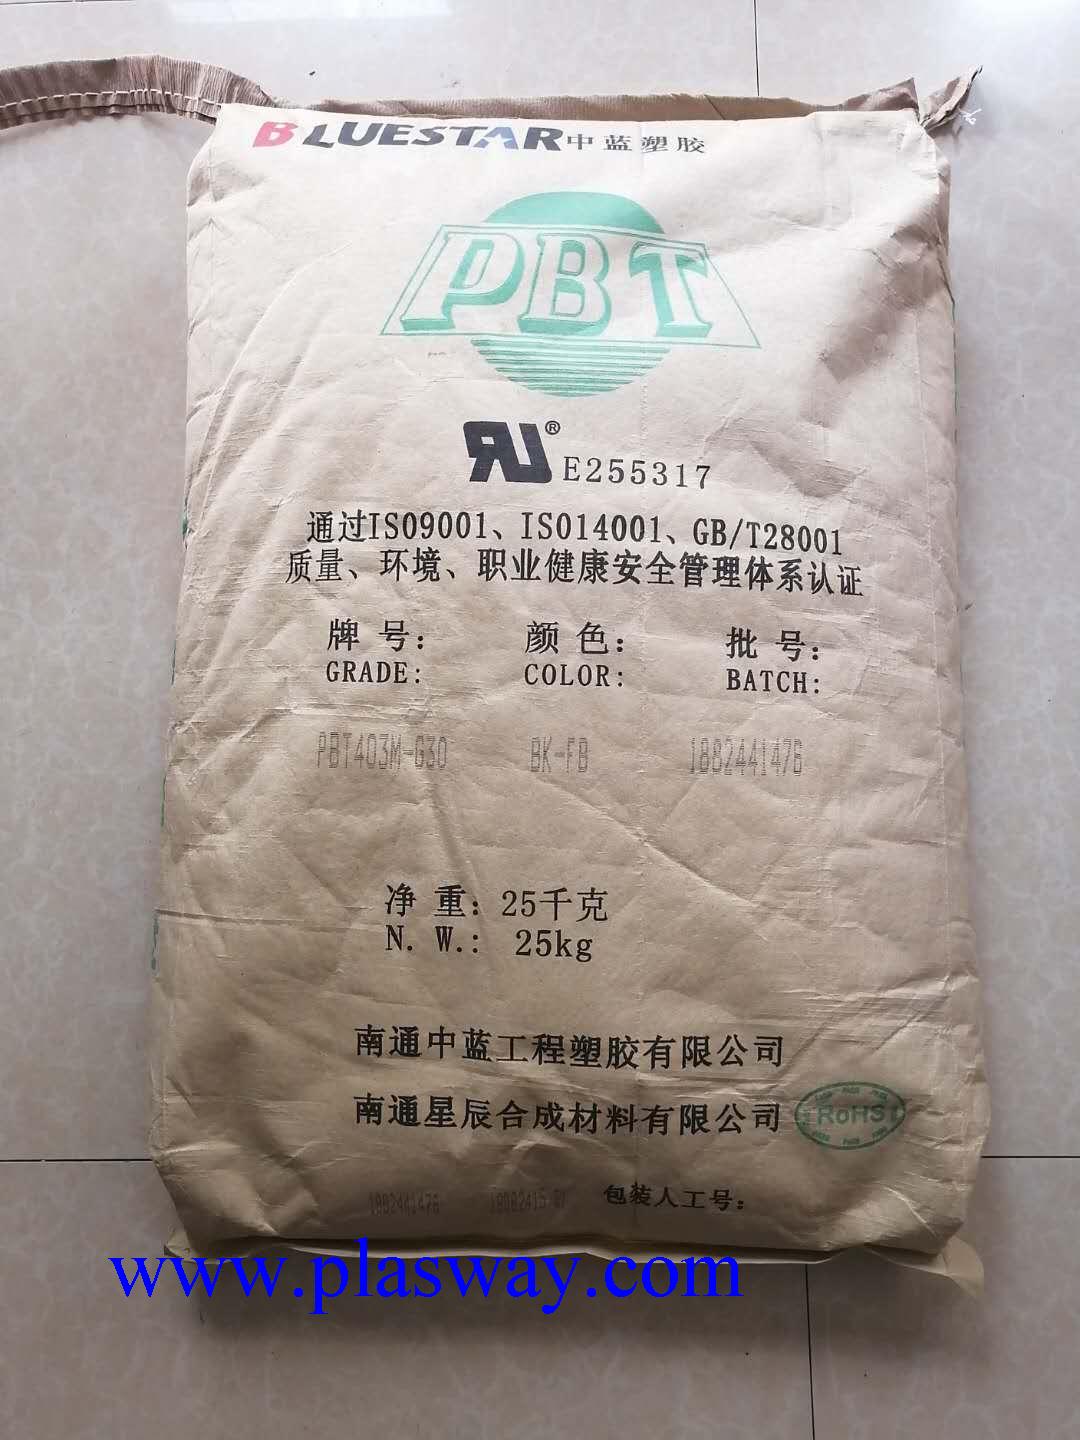 BLUESTAR中蓝塑胶
PBT
RU® E255317
通过ISO9001、ISO14001、GB/T28001
质量、环境、职业健康安全管理体系认证
牌 号： 颜 色： 批 号：
GRADE: COLOR: BATCH:
PBT403M-G30 BK-FB 1882441476
净 重：25千克
N. W.: 25kg
南通中蓝工程塑胶有限公司
南通星辰合成材料有限公司
RoHS
1882441476 包装人工号：
www.plasway.com